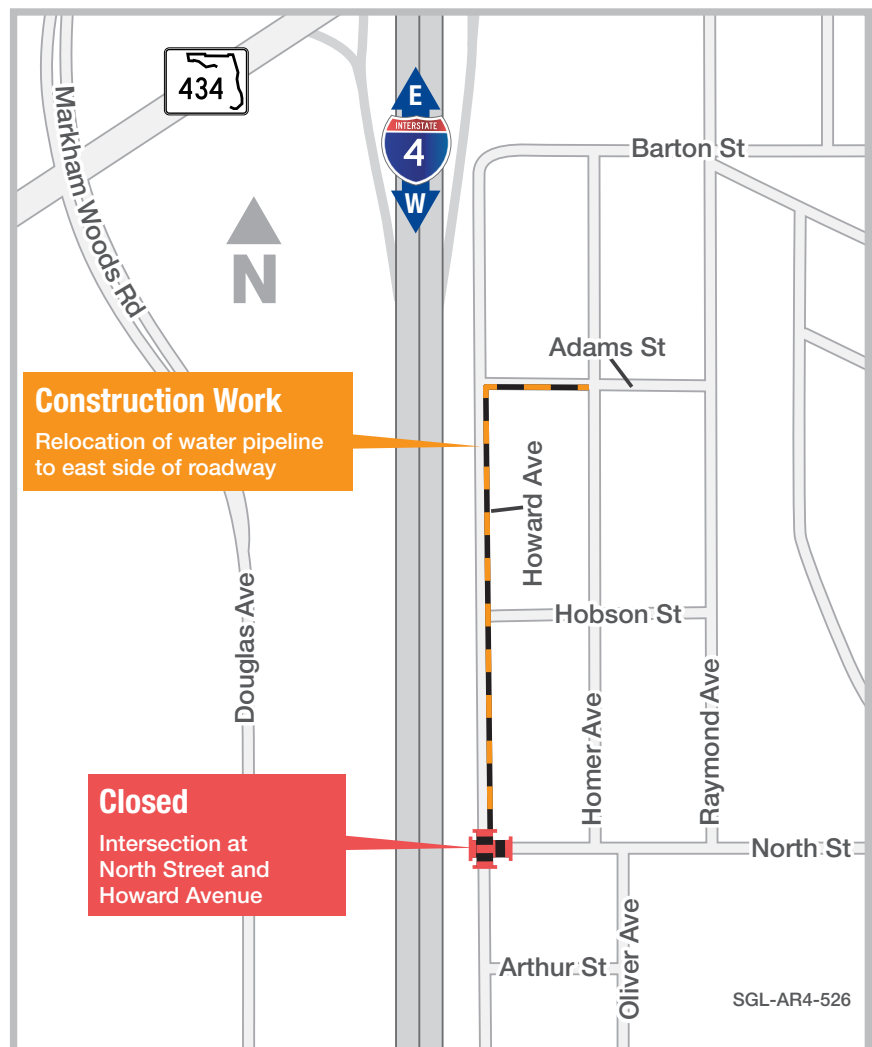 434
E
INTERSTATE
4
W
Barton St
Markham Woods Rd
N
Adams St
Construction Work
Relocation of water pipeline
to east side of roadway
Howard Ave
Hobson St
Douglas Ave
Homer Ave
Raymond Ave
Closed
Intersection at
North Street and
Howard Avenue
North St
Arthur St
Oliver Ave
SGL-AR4-526